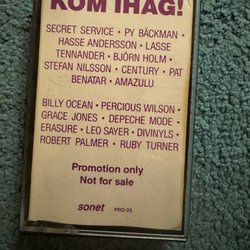 KOM IHÅG!
SECRET SERVICE • PY BÄCKMAN •
HASSE ANDERSSON • LASSE
TENNANDER • BJÖRN HOLM •
STEFAN NILSSON • CENTURY • PAT
BENATAR • AMAZULU
BILLY OCEAN • PERCIOUS WILSON •
GRACE JONES • DEPECHE MODE •
ERASURE • LEO SAYER • DIVINYLS •
ROBERT PALMER • RUBY TURNER
Promotion only
Not for sale
sonet PRO-25